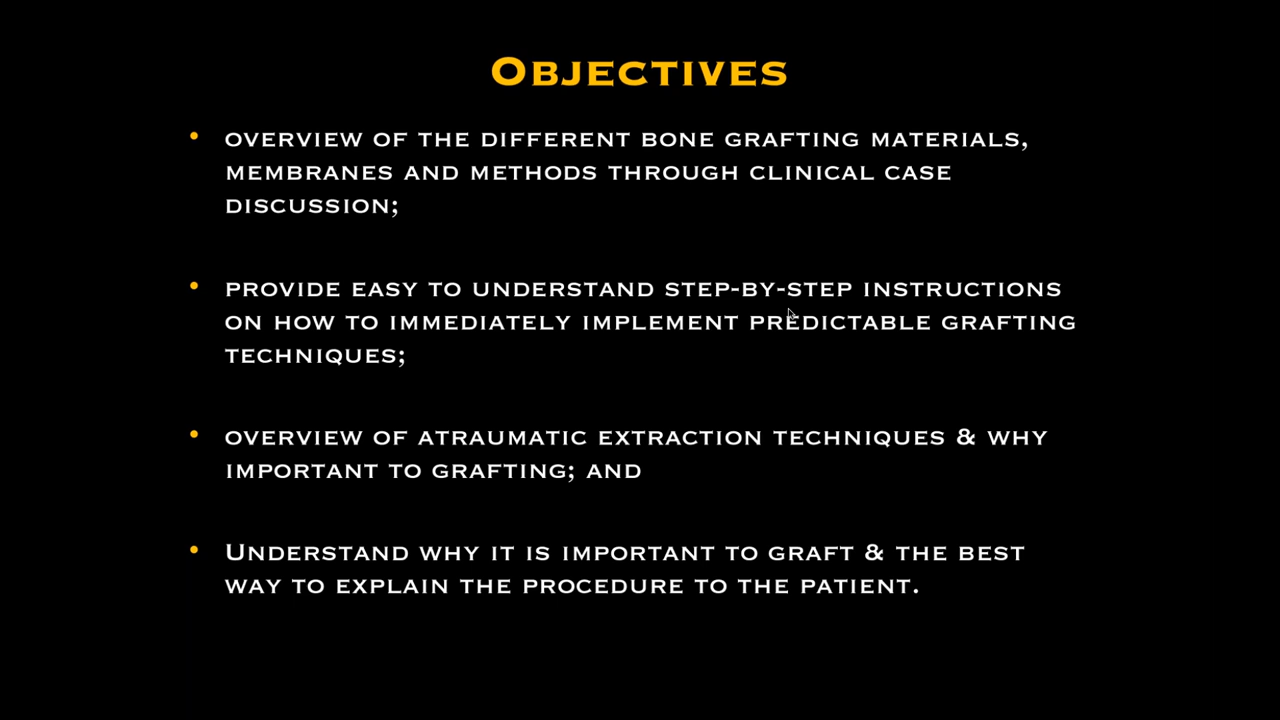 Objectives
• overview of the different bone grafting materials,
membranes and methods through clinical case
discussion;
• provide easy to understand step-by-step instructions
on how to immediately implement predictable grafting
techniques;
• overview of atraumatic extraction techniques & why
important to grafting; and
• Understand why it is important to graft & the best
way to explain the procedure to the patient.